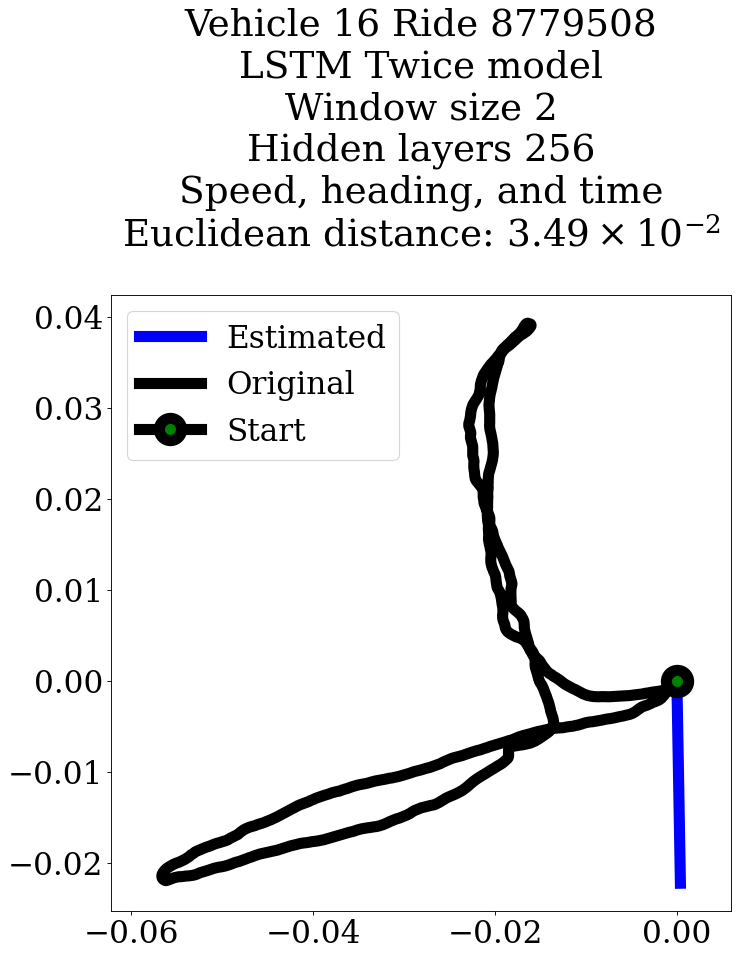 Vehicle 16 Ride 8779508
LSTM Twice model
Window size 2
Hidden layers 256
Speed, heading, and time
Euclidean distance: 3.49 × 10⁻²
Estimated
Original
Start
0.04
0.03
0.02
0.01
0.00
−0.01
−0.02
−0.06
−0.04
−0.02
0.00